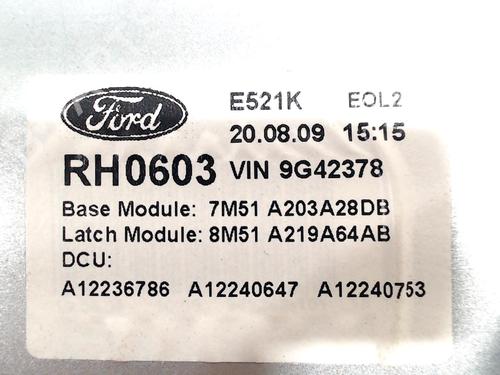 Ford E521K EOL2
20.08.09 15:15
RH0603 VIN 9G42378
Base Module: 7M51 A203A28DB
Latch Module: 8M51 A219A64AB
DCU:
A12236786 A12240647 A12240753